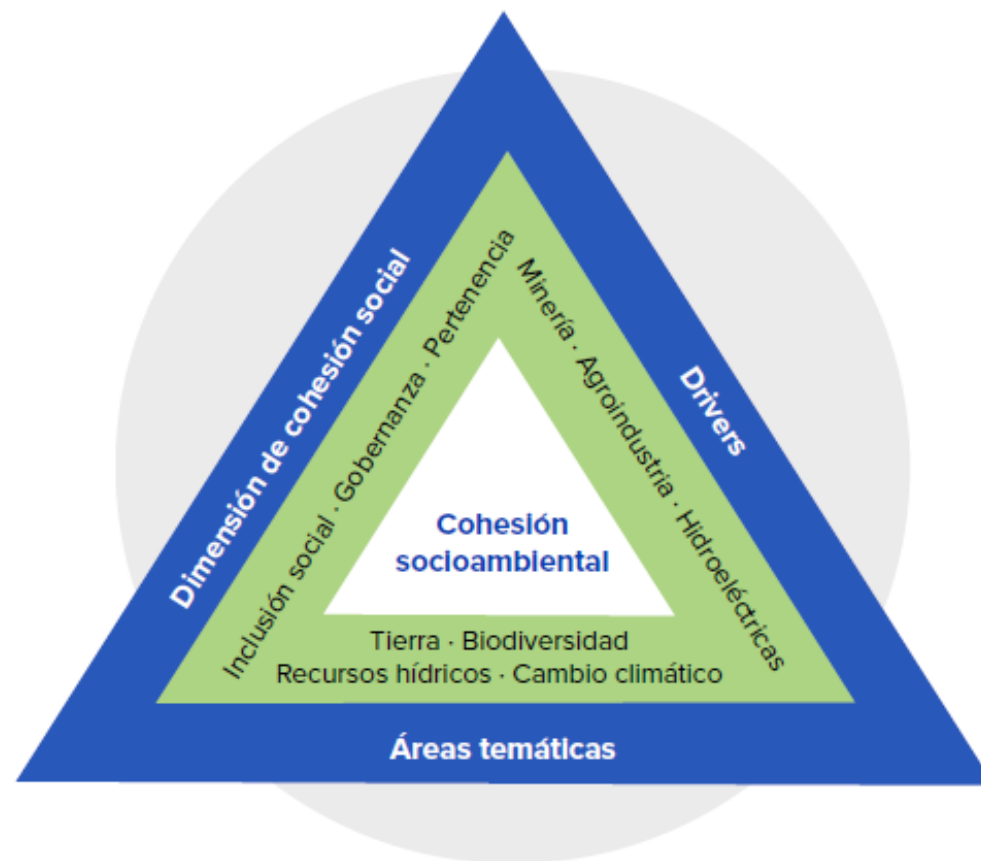 Dimensión de cohesión social
Drivers
Inclusión social · Gobernanza · Pertenencia
Minería · Agroindustria · Hidroeléctricas
Cohesión
socioambiental
Tierra · Biodiversidad
Recursos hídricos · Cambio climático
Áreas temáticas